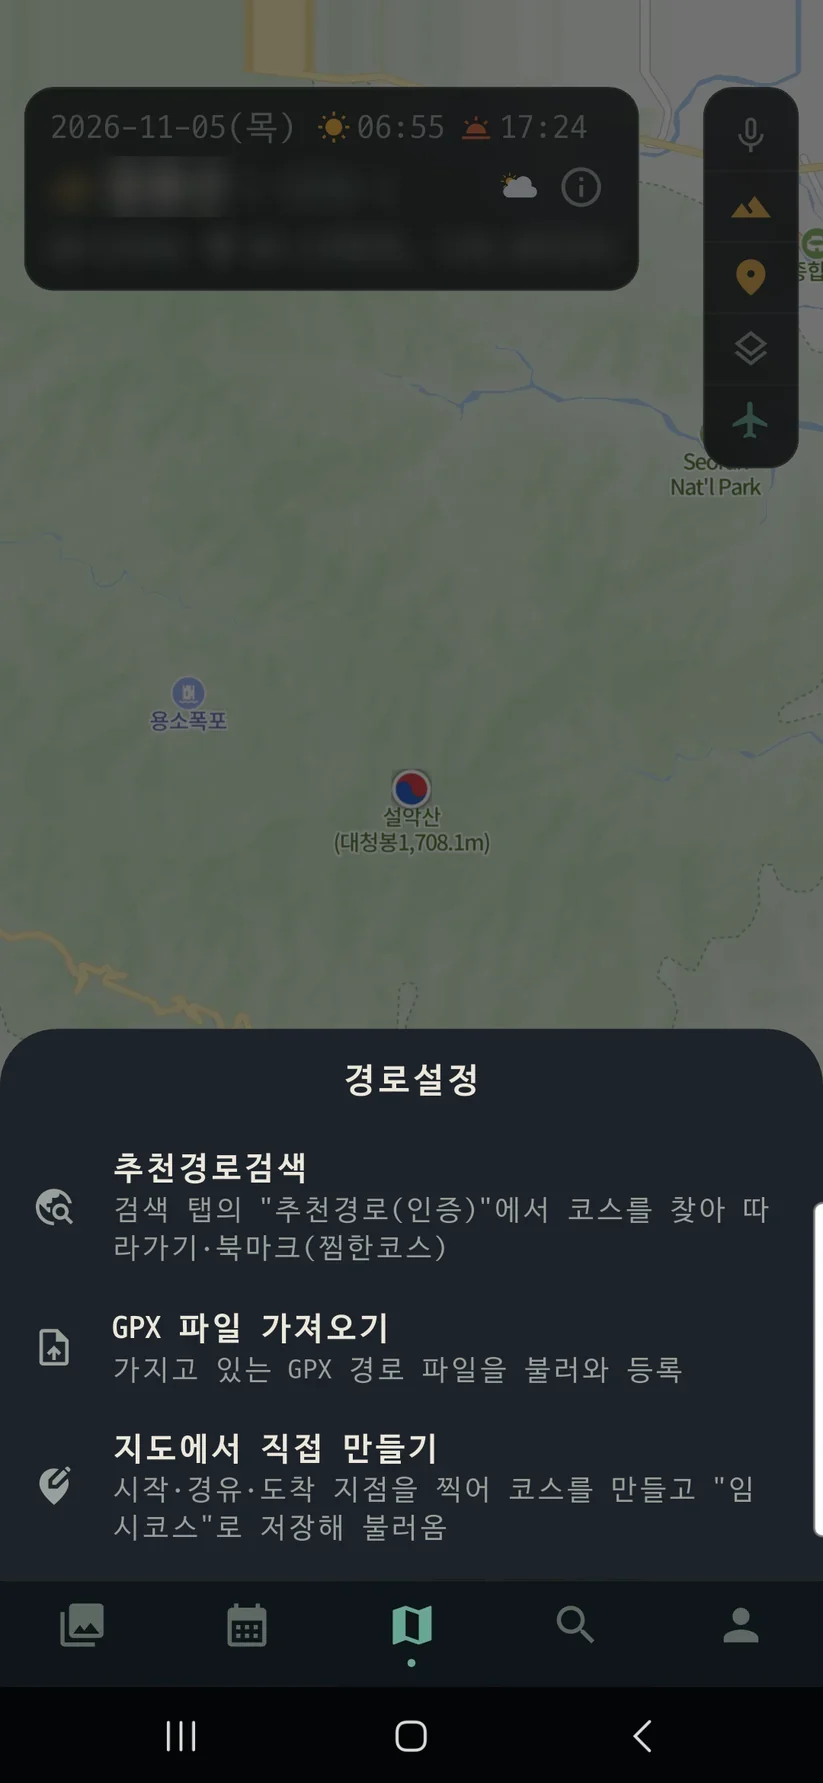 2026-11-05(목) 06:55 17:24
종합
Seorak
Nat'l Park
용소폭포
설악산
(대청봉1,708.1m)
경로설정
추천경로검색
검색 탭의 "추천경로(인증)"에서 코스를 찾아 따
라가기·북마크(찜한코스)
GPX 파일 가져오기
가지고 있는 GPX 경로 파일을 불러와 등록
지도에서 직접 만들기
시작·경유·도착 지점을 찍어 코스를 만들고 "임
시코스"로 저장해 불러옴